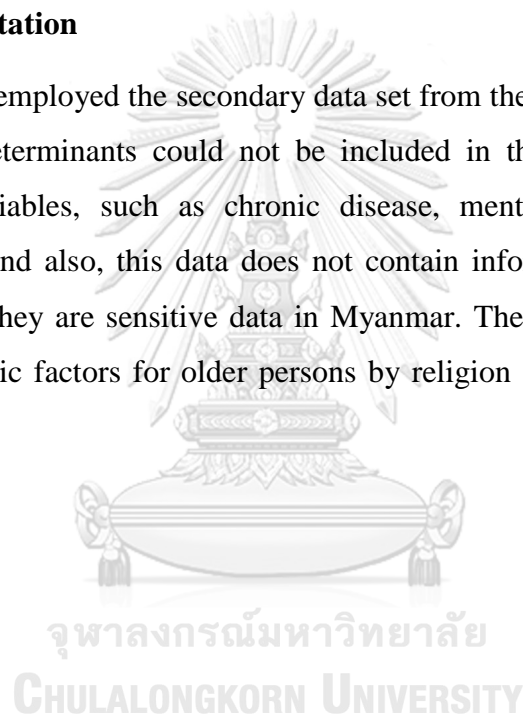 tation
employed the secondary data set from the
eterminants could not be included in th
iables, such as chronic disease, ment
nd also, this data does not contain info
hey are sensitive data in Myanmar. The
ic factors for older persons by religion
จุฬาลงกรณ์มหาวิทยาลัย
CHULALONGKORN UNIVERSITY